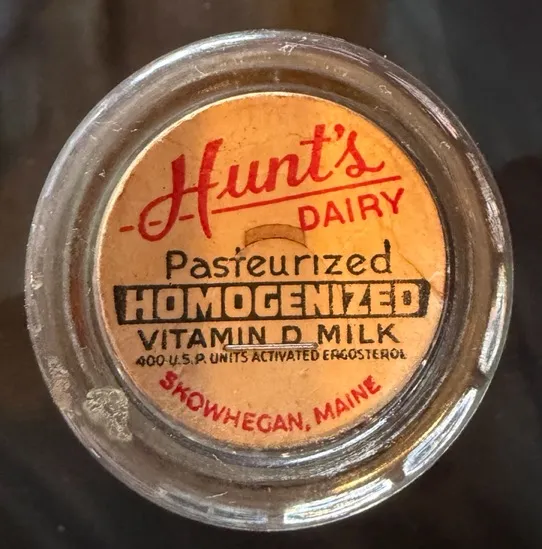 Hunt's
DAIRY
Pasteurized
HOMOGENIZED
VITAMIN D MILK
400 U.S.P. UNITS ACTIVATED ERGOSTEROL
SKOWHEGAN, MAINE